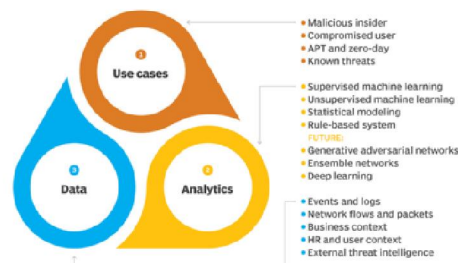 1
Use cases
3
Data
2
Analytics
Malicious insider
Compromised user
APT and zero-day
Known threats
Supervised machine learning
Unsupervised machine learning
Statistical modeling
Rule-based system
FUTURE:
Generative adversarial networks
Ensemble networks
Deep learning
Events and logs
Network flows and packets
Business context
HR and user context
External threat intelligence